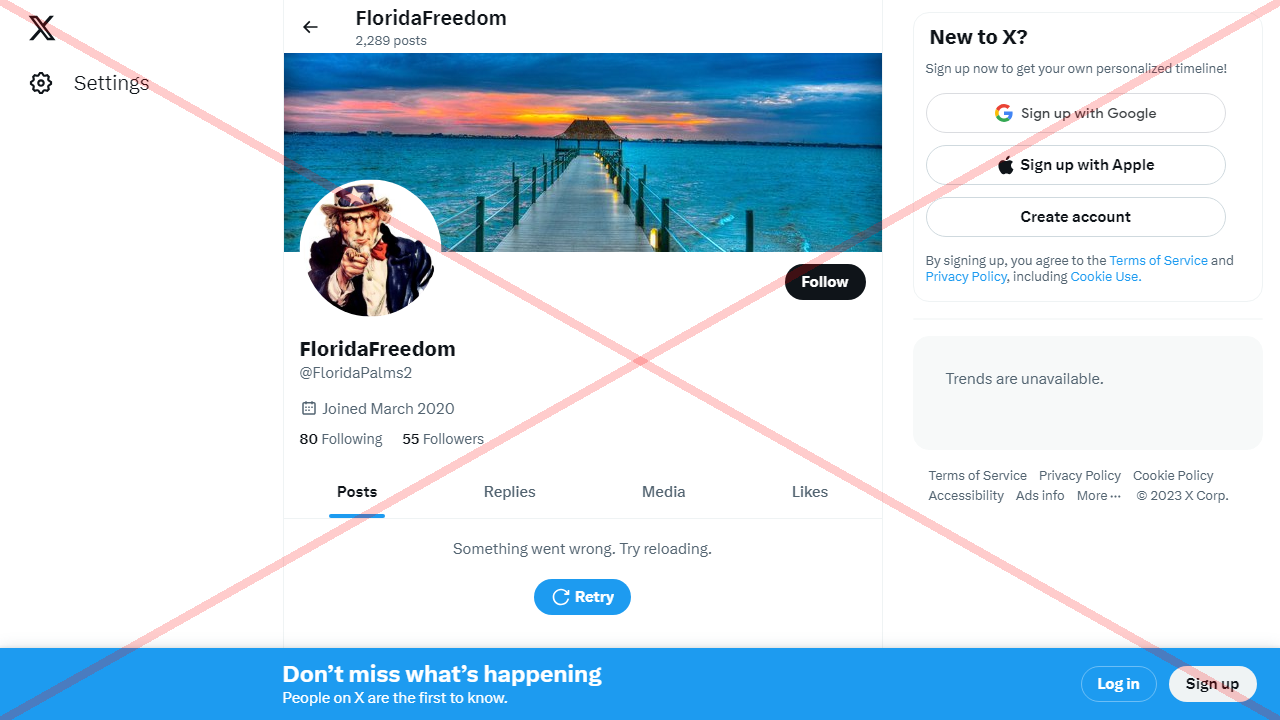 Settings
FloridaFreedom
2,289 posts
Follow
FloridaFreedom
@FloridaPalms2
Joined March 2020
80 Following 55 Followers
Posts Replies Media Likes
Something went wrong. Try reloading.
Retry
New to X?
Sign up now to get your own personalized timeline!
Sign up with Google
Sign up with Apple
Create account
By signing up, you agree to the Terms of Service and
Privacy Policy, including Cookie Use.
Trends are unavailable.
Terms of Service Privacy Policy Cookie Policy
Accessibility Ads info More ··· © 2023 X Corp.
Don’t miss what’s happening
People on X are the first to know.
Log in Sign up